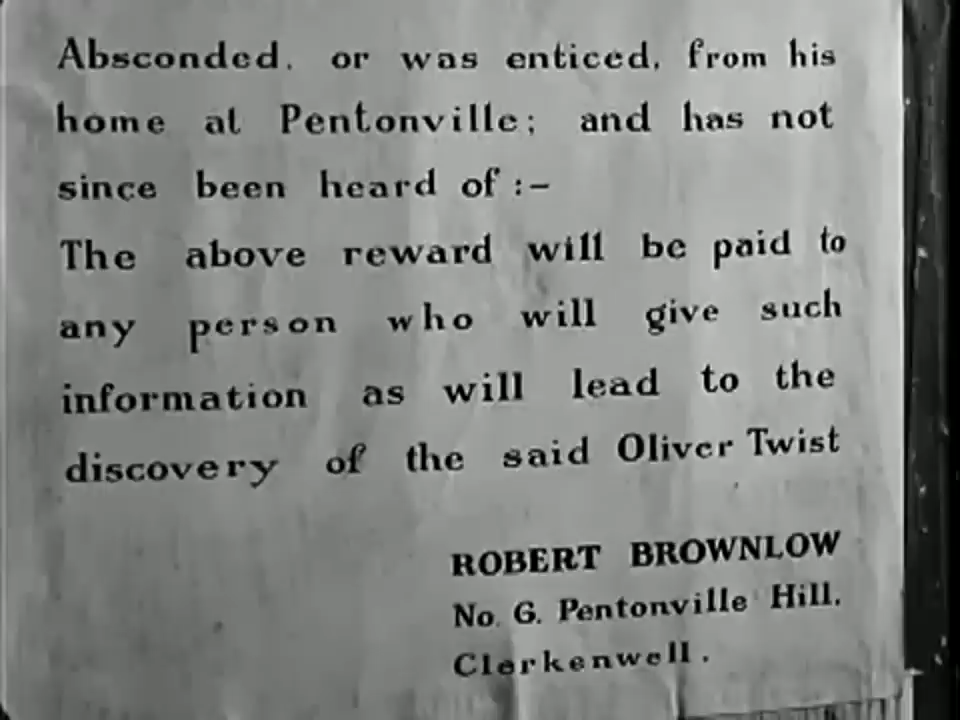 Absconded, or was enticed, from his
home at Pentonville; and has not
since been heard of :–
The above reward will be paid to
any person who will give such
information as will lead to the
discovery of the said Oliver Twist
ROBERT BROWNLOW
No. 6. Pentonville Hill.
Clerkenwell.